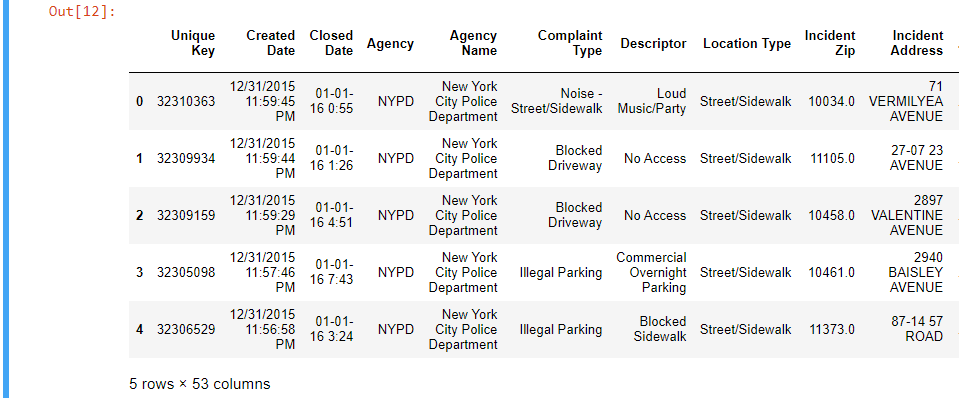 Out[12]:
Unique Key Created Date Closed Date Agency Agency Name Complaint Type Descriptor Location Type Incident Zip Incident Address
0 32310363 12/31/2015 11:59:45 PM 01-01-16 0:55 NYPD New York City Police Department Noise - Street/Sidewalk Loud Music/Party Street/Sidewalk 10034.0 71 VERMILYEA AVENUE
1 32309934 12/31/2015 11:59:44 PM 01-01-16 1:26 NYPD New York City Police Department Blocked Driveway No Access Street/Sidewalk 11105.0 27-07 23 AVENUE
2 32309159 12/31/2015 11:59:29 PM 01-01-16 4:51 NYPD New York City Police Department Blocked Driveway No Access Street/Sidewalk 10458.0 2897 VALENTINE AVENUE
3 32305098 12/31/2015 11:57:46 PM 01-01-16 7:43 NYPD New York City Police Department Illegal Parking Commercial Overnight Parking Street/Sidewalk 10461.0 2940 BAISLEY AVENUE
4 32306529 12/31/2015 11:56:58 PM 01-01-16 3:24 NYPD New York City Police Department Illegal Parking Blocked Sidewalk Street/Sidewalk 11373.0 87-14 57 ROAD
5 rows × 53 columns